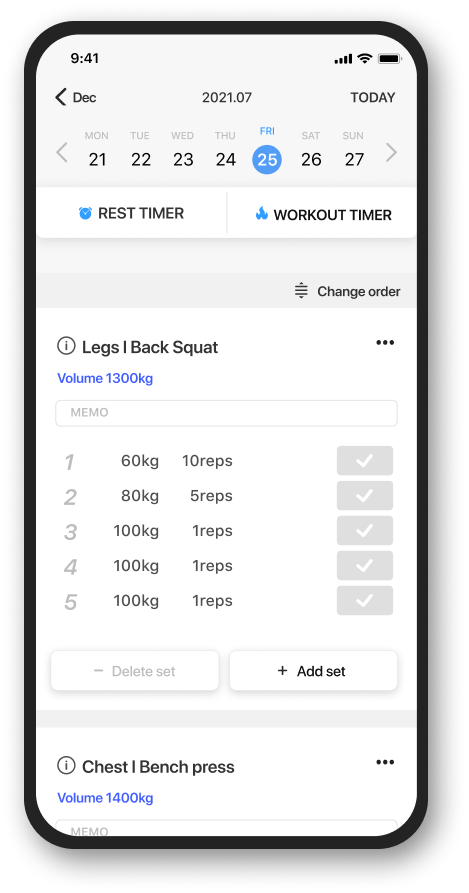 9:41
Dec 2021.07 TODAY
MON TUE WED THU FRI SAT SUN
21 22 23 24 25 26 27
REST TIMER WORKOUT TIMER
Change order
Legs I Back Squat
Volume 1300kg
MEMO
1 60kg 10reps
2 80kg 5reps
3 100kg 1reps
4 100kg 1reps
5 100kg 1reps
− Delete set + Add set
Chest I Bench press
Volume 1400kg
MEMO